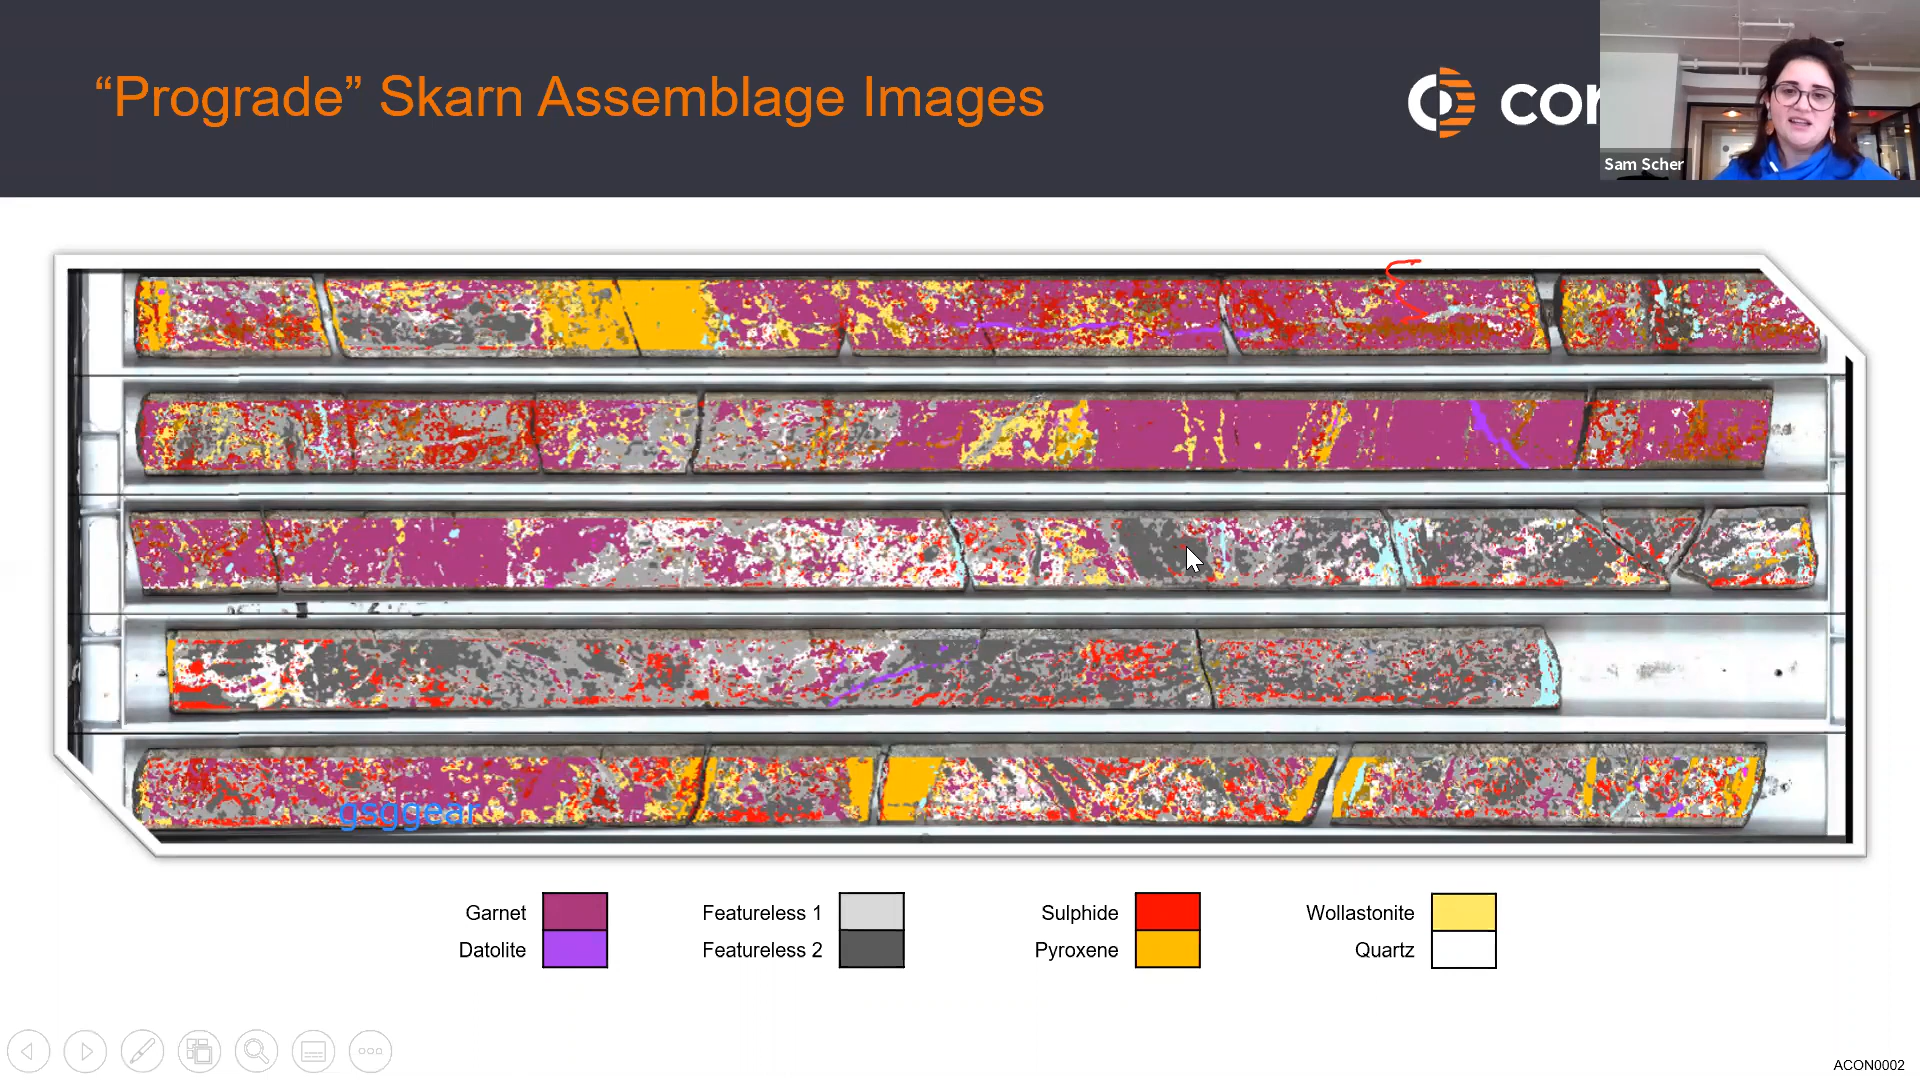 “Prograde” Skarn Assemblage Images
cor
Sam Scher
gsggear
Garnet
Datolite
Featureless 1
Featureless 2
Sulphide
Pyroxene
Wollastonite
Quartz
ACON0002